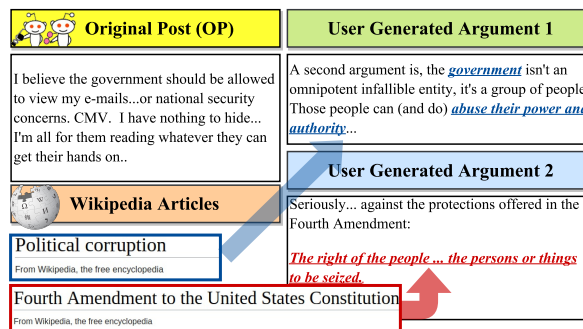 Original Post (OP)
I believe the government should be allowed
to view my e-mails...or national security
concerns. CMV. I have nothing to hide...
I'm all for them reading whatever they can
get their hands on..
Wikipedia Articles
Political corruption
From Wikipedia, the free encyclopedia
Fourth Amendment to the United States Constitution
From Wikipedia, the free encyclopedia
User Generated Argument 1
A second argument is, the government isn't an
omnipotent infallible entity, it's a group of people
Those people can (and do) abuse their power and
authority...
User Generated Argument 2
Seriously... against the protections offered in the
Fourth Amendment:
The right of the people ... the persons or things
to be seized.